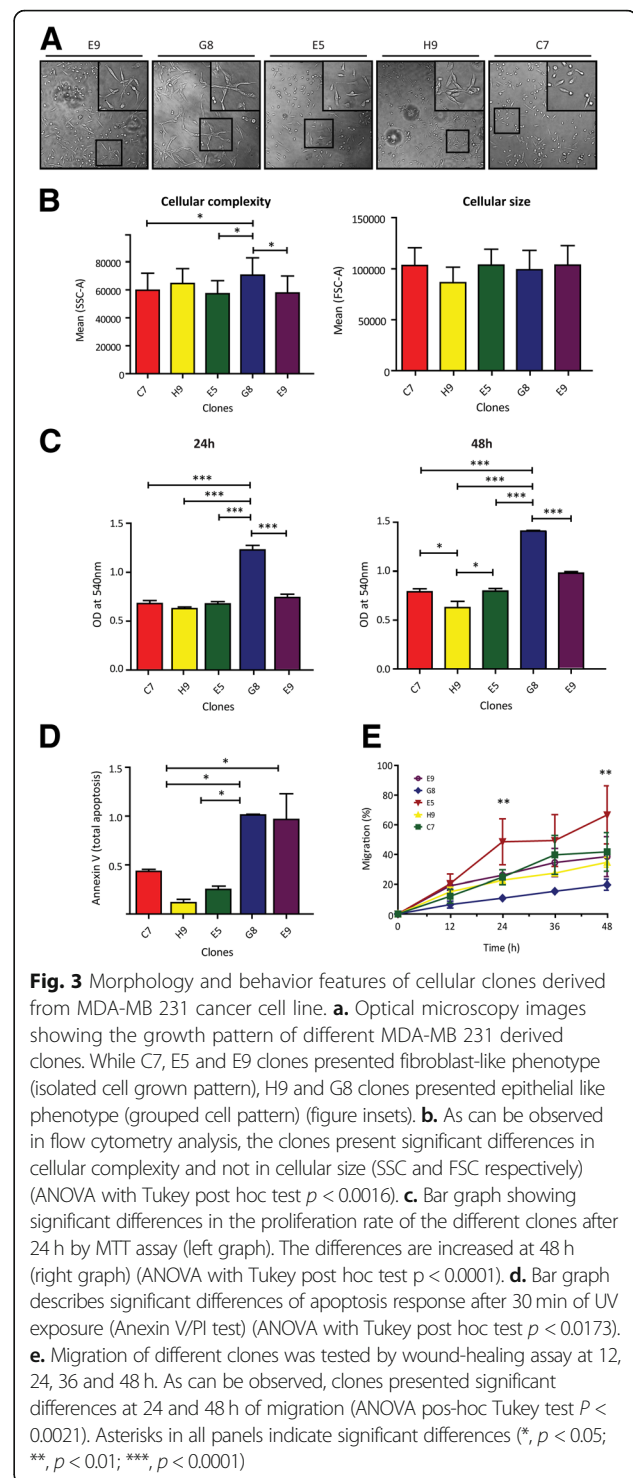 A
E9 G8 E5 H9 C7
B
Cellular complexity
Mean (SSC-A)
80000
60000
40000
20000
0
* * *
C7 H9 E5 G8 E9
Clones
Cellular size
Mean (FSC-A)
150000
100000
50000
0
C7 H9 E5 G8 E9
Clones
C
24h
OD at 540nm
1.5
1.0
0.5
0.0
***
***
***
***
C7 H9 E5 G8 E9
Clones
48h
OD at 540nm
1.5
1.0
0.5
0.0
***
***
***
***
* *
C7 H9 E5 G8 E9
Clones
D
Annexin V (total apoptosis)
1.5
1.0
0.5
0.0
*
*
*
C7 H9 E5 G8 E9
Clones
E
Migration (%)
100
80
60
40
20
0
E9
G8
E5
H9
C7
** **
0 12 24 36 48
Time (h)
Fig. 3 Morphology and behavior features of cellular clones derived
from MDA-MB 231 cancer cell line. a. Optical microscopy images
showing the growth pattern of different MDA-MB 231 derived
clones. While C7, E5 and E9 clones presented fibroblast-like phenotype
(isolated cell grown pattern), H9 and G8 clones presented epithelial like
phenotype (grouped cell pattern) (figure insets). b. As can be observed
in flow cytometry analysis, the clones present significant differences in
cellular complexity and not in cellular size (SSC and FSC respectively)
(ANOVA with Tukey post hoc test p < 0.0016). c. Bar graph showing
significant differences in the proliferation rate of the different clones after
24 h by MTT assay (left graph). The differences are increased at 48 h
(right graph) (ANOVA with Tukey post hoc test p < 0.0001). d. Bar graph
describes significant differences of apoptosis response after 30 min of UV
exposure (Anexin V/PI test) (ANOVA with Tukey post hoc test p < 0.0173).
e. Migration of different clones was tested by wound-healing assay at 12,
24, 36 and 48 h. As can be observed, clones presented significant
differences at 24 and 48 h of migration (ANOVA pos-hoc Tukey test P <
0.0021). Asterisks in all panels indicate significant differences (*, p < 0.05;
**, p < 0.01; ***, p < 0.0001)